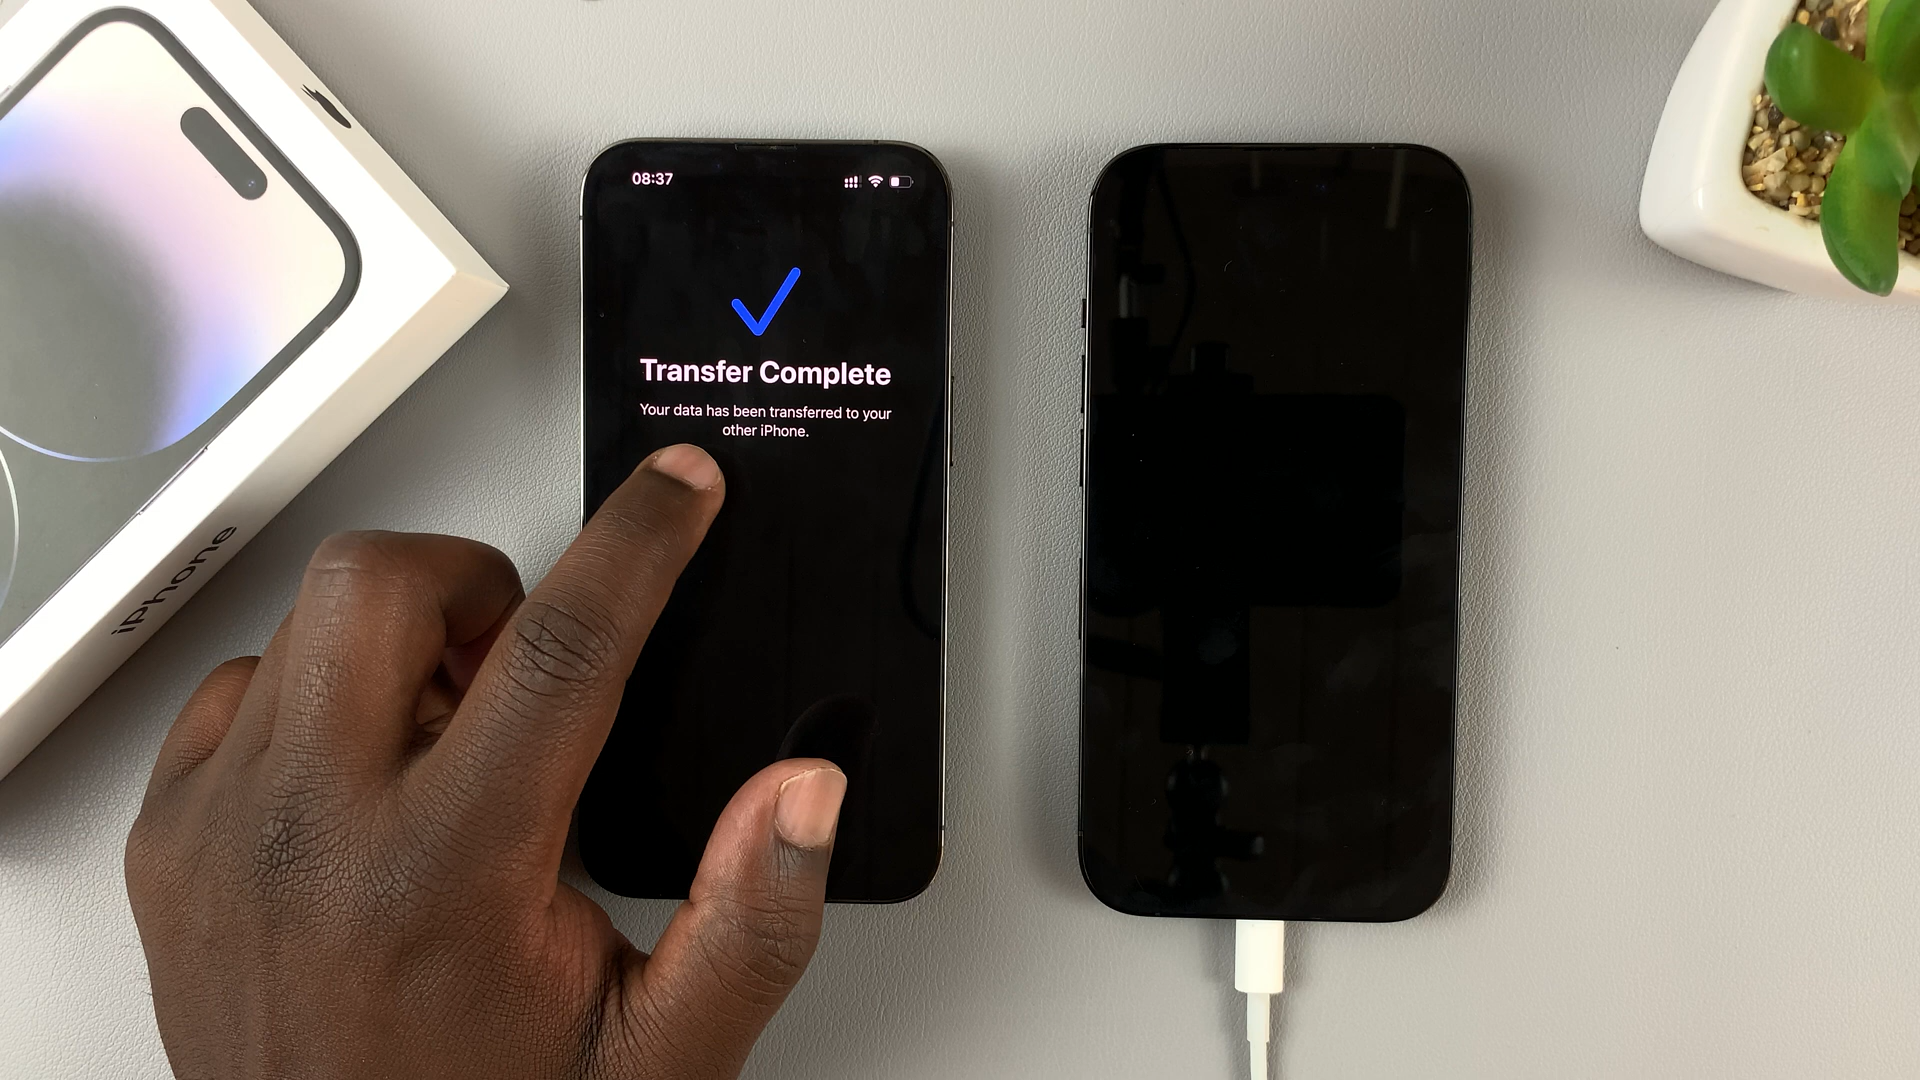 iPhone
08:37
Transfer Complete
Your data has been transferred to your
other iPhone.